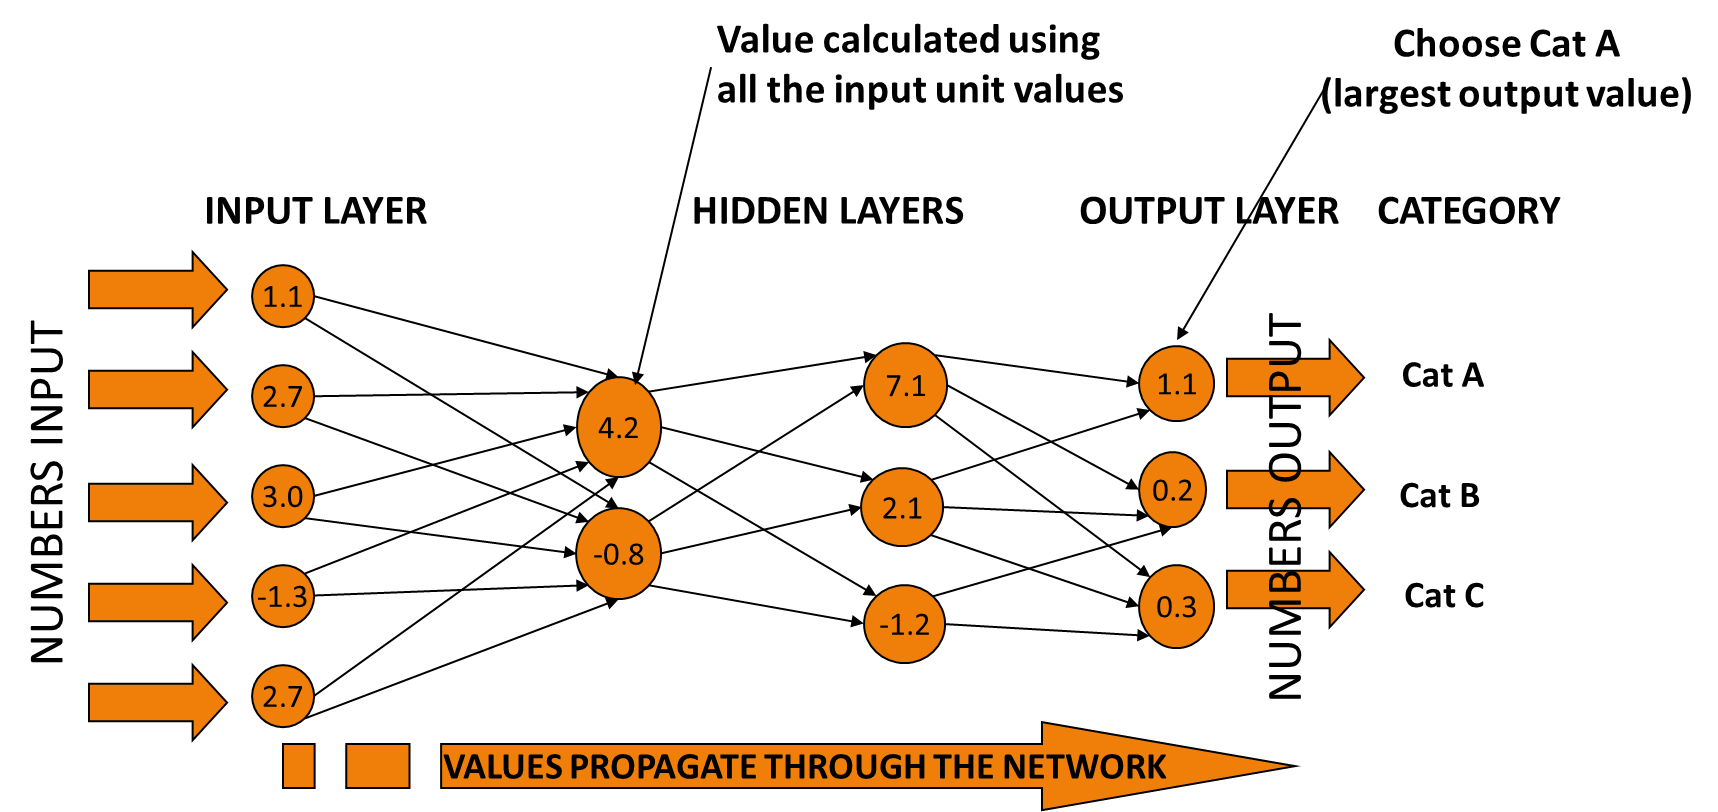 Value calculated using
all the input unit values
Choose Cat A
(largest output value)
INPUT LAYER
HIDDEN LAYERS
OUTPUT LAYER
CATEGORY
NUMBERS INPUT
1.1
2.7
3.0
-1.3
2.7
4.2
-0.8
7.1
2.1
-1.2
1.1
0.2
0.3
NUMBERS OUTPUT
Cat A
Cat B
Cat C
VALUES PROPAGATE THROUGH THE NETWORK